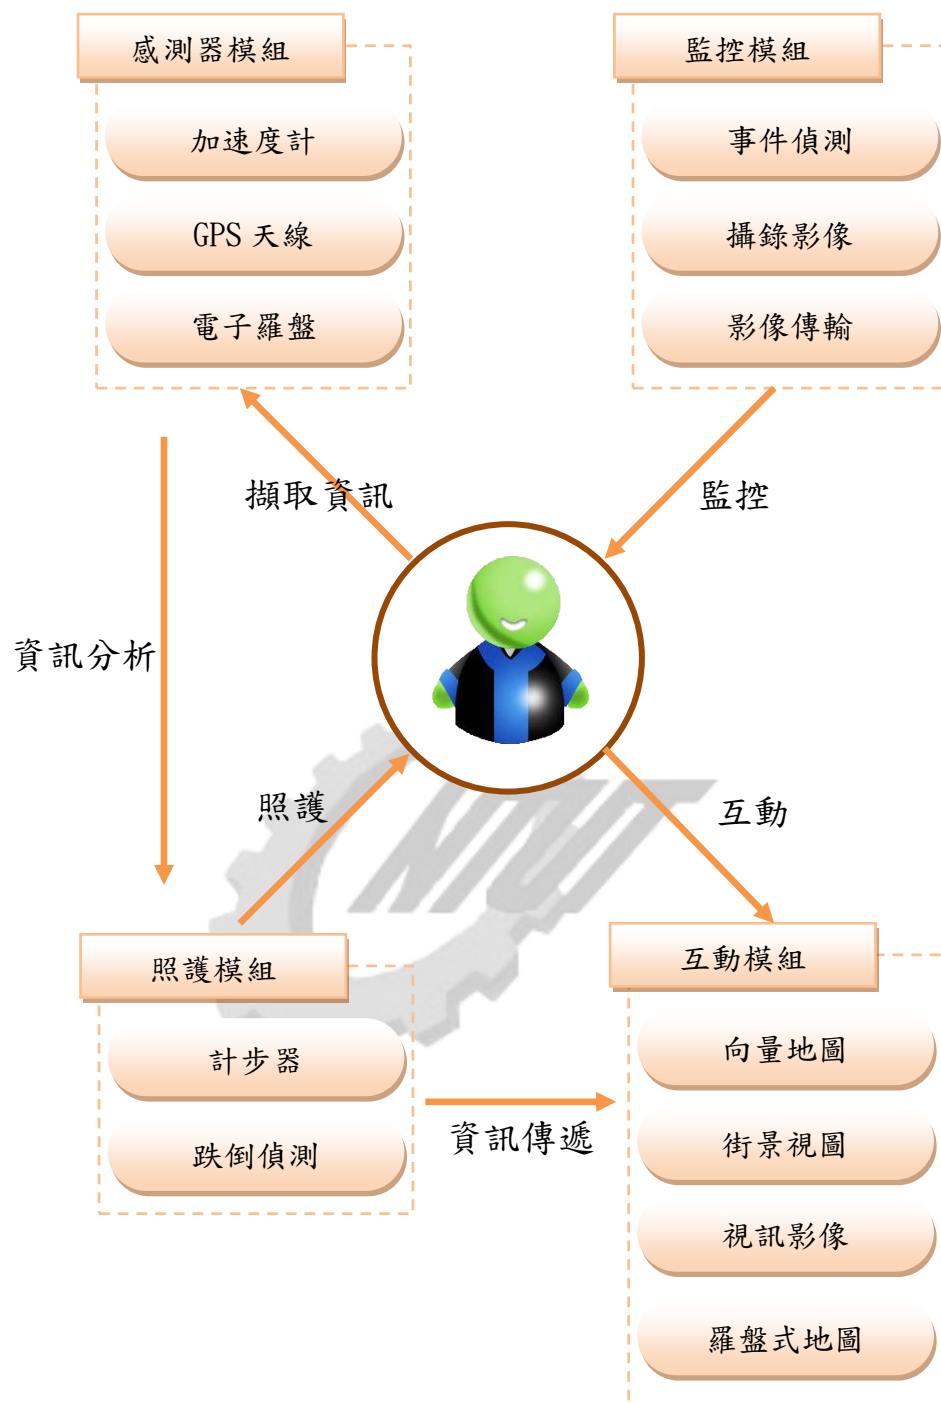 感測器模組
加速度計
GPS 天線
電子羅盤
監控模組
事件偵測
攝錄影像
影像傳輸
擷取資訊
監控
資訊分析
照護
互動
NTUT
照護模組
計步器
跌倒偵測
資訊傳遞
互動模組
向量地圖
街景視圖
視訊影像
羅盤式地圖